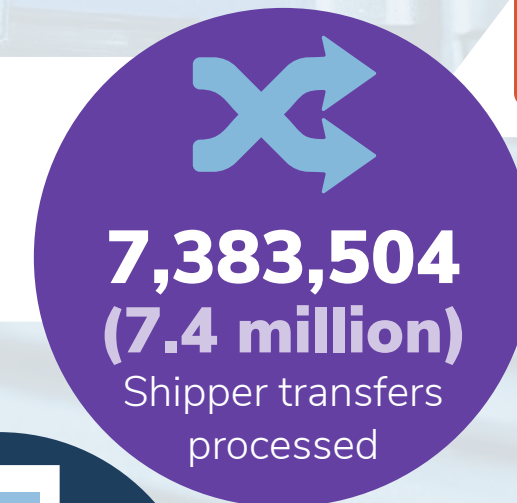 7,383,504
(7.4 million)
Shipper transfers
processed